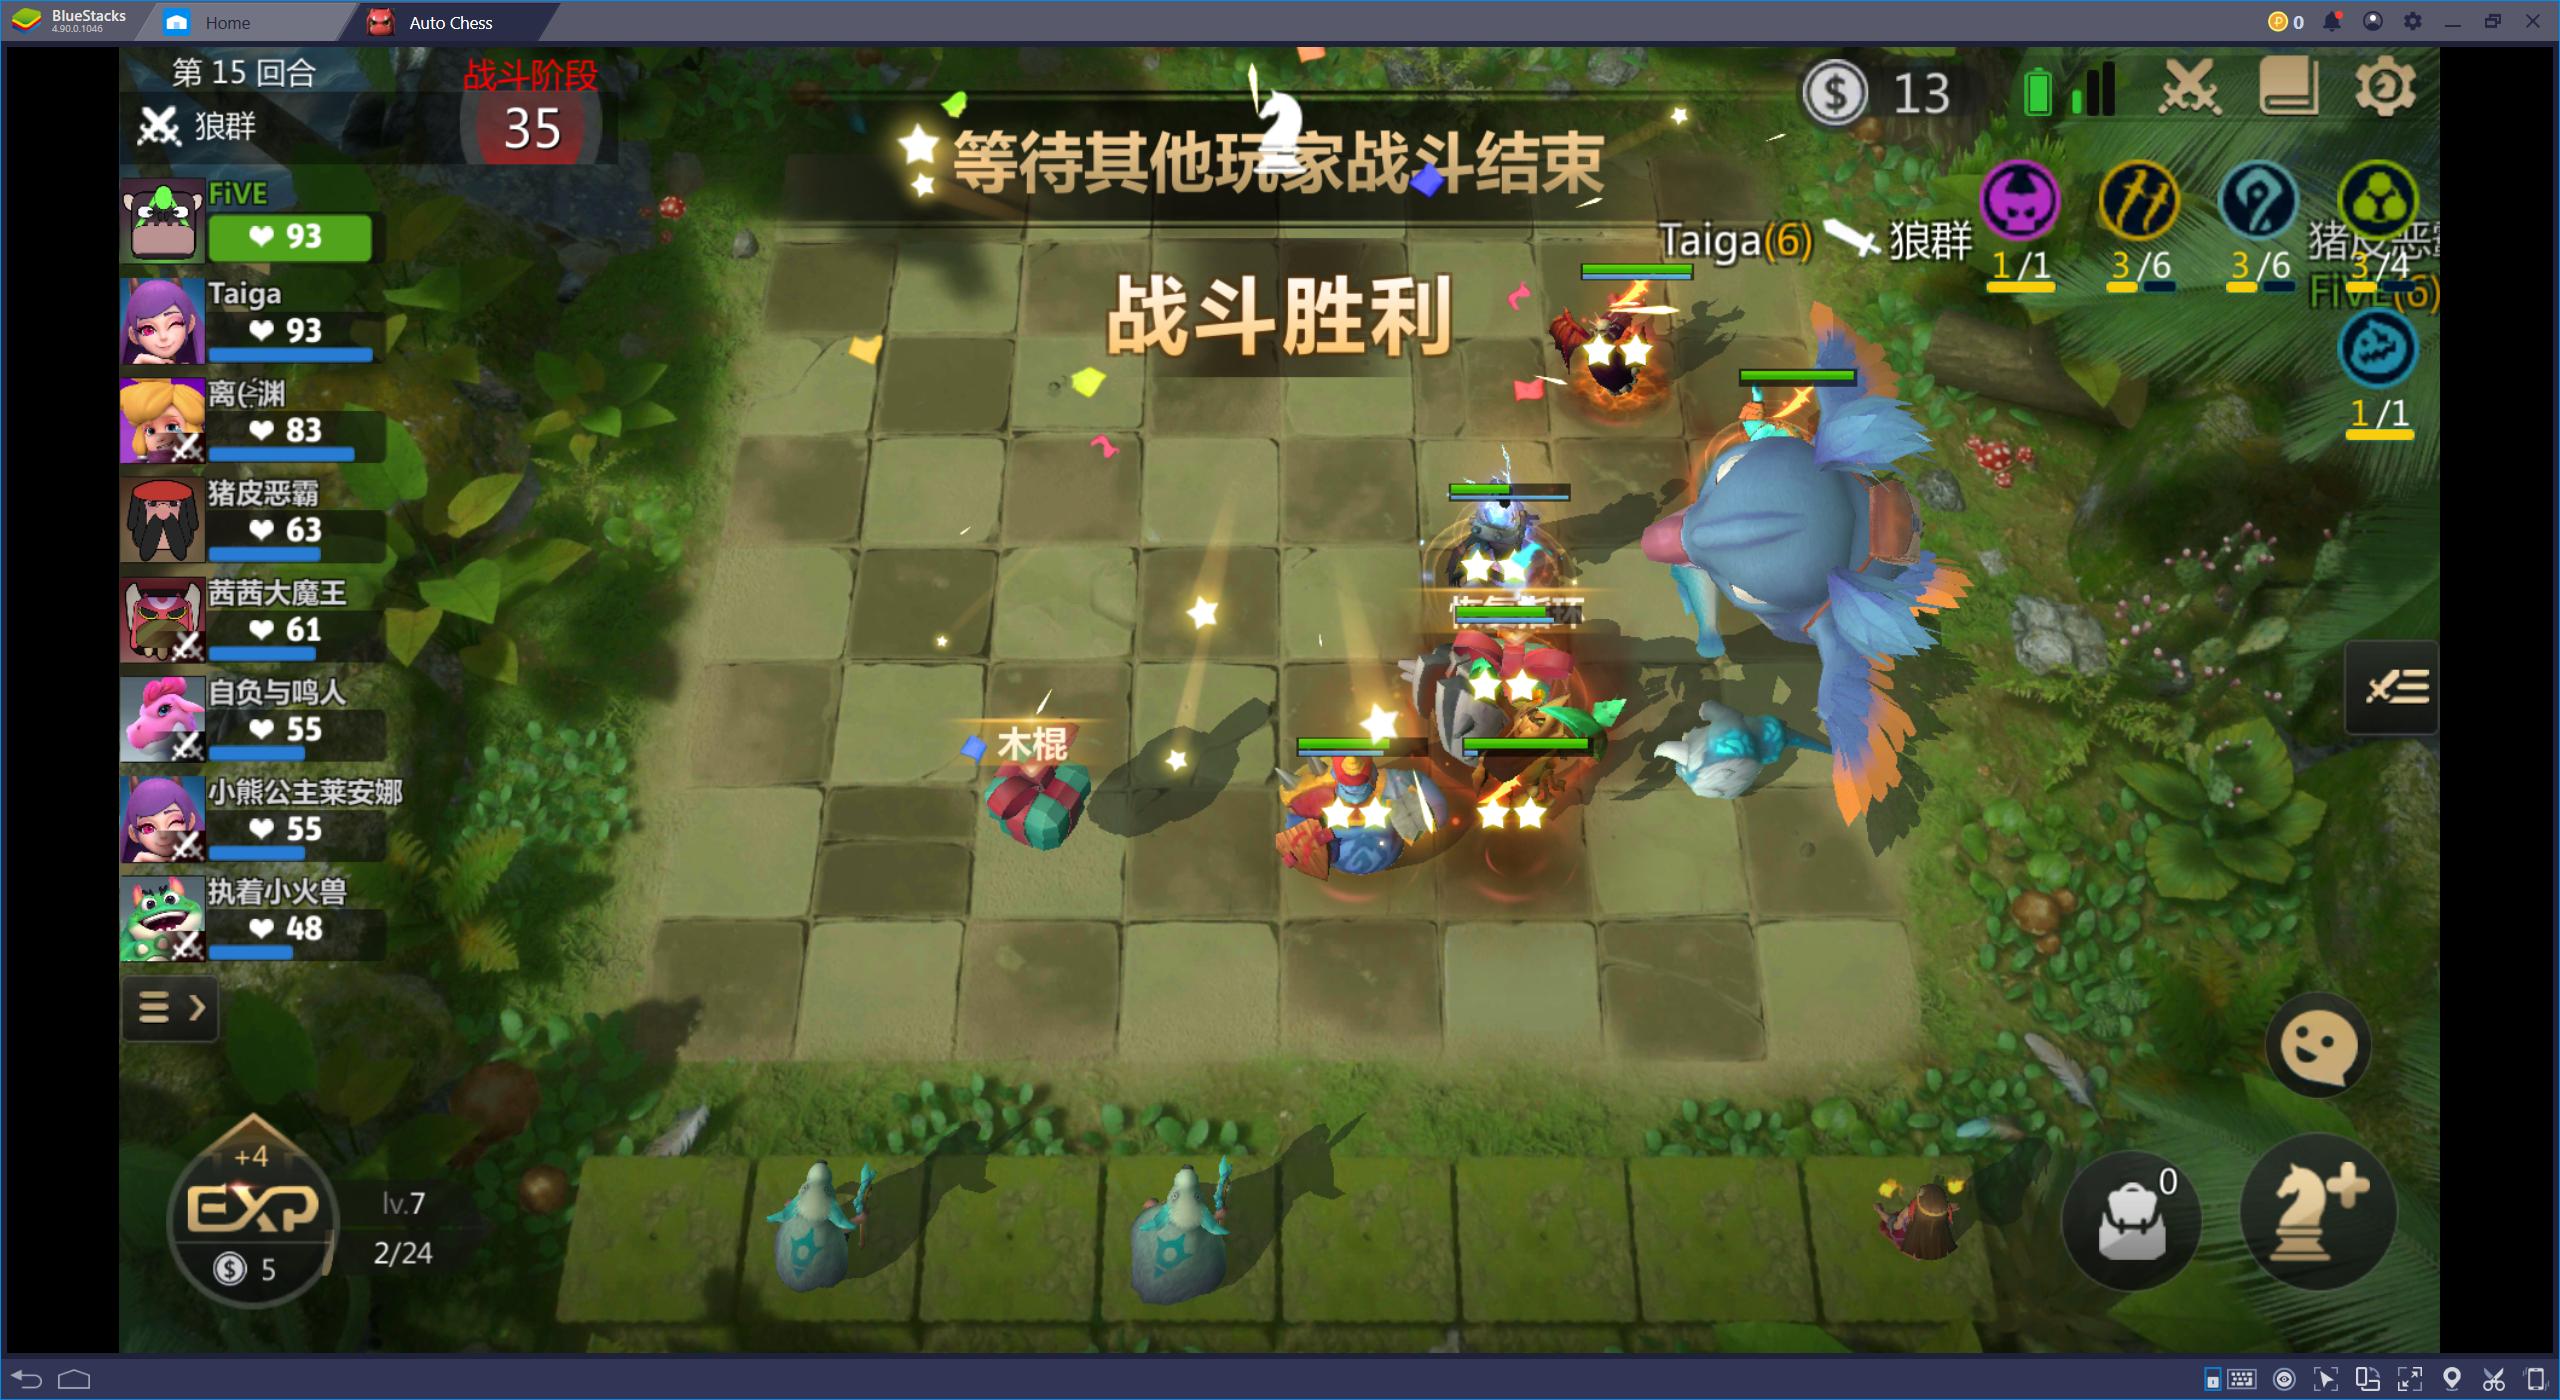 BlueStacks
4.90.0.1046
Home
Auto Chess
0
第 15 回合
战斗阶段
35
狼群
等待其他玩家战斗结束
战斗胜利
13
Taiga(6)
狼群
猪皮恶
FiVE(6)
1/1
3/6
3/6
3/4
1/1
FiVE
93
Taiga
93
83
猪皮恶霸
63
茜茜大魔王
61
自负与鸣人
55
小熊公主莱安娜
55
执着小火兽
48
木棍
+4
EXP
5
lv.7
2/24
0